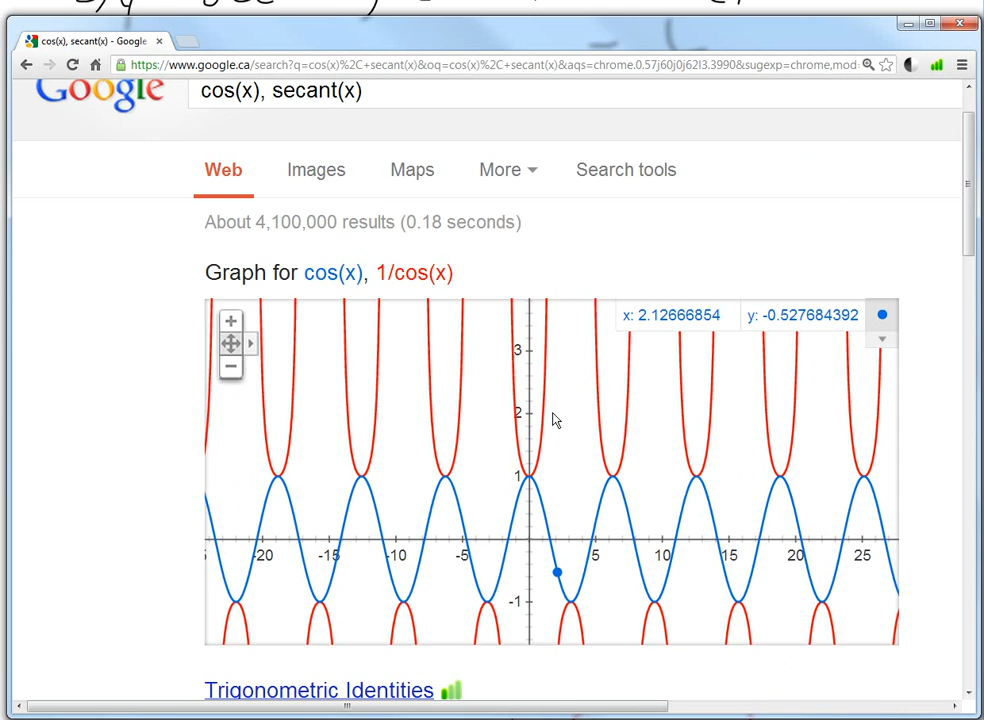 cos(x), secant(x) - Google
https://www.google.ca/search?q=cos(x)%2C+secant(x)&oq=cos(x)%2C+secant(x)&aqs=chrome.0.57j60j0j62l3.3990&sugexp=chrome,mod
Google
cos(x), secant(x)
Web Images Maps More Search tools
About 4,100,000 results (0.18 seconds)
Graph for cos(x), 1/cos(x)
x: 2.12666854 y: -0.527684392
3
2
1
-20 -15 -10 -5 5 10 15 20 25
-1
Trigonometric Identities